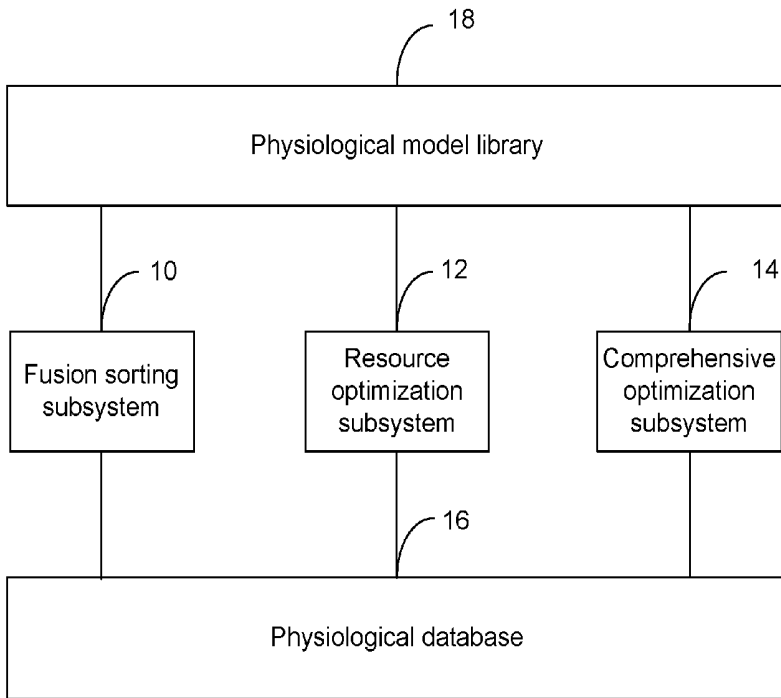 18
Physiological model library
10
12
14
Fusion sorting
subsystem
Resource
optimization
subsystem
Comprehensive
optimization
subsystem
16
Physiological database